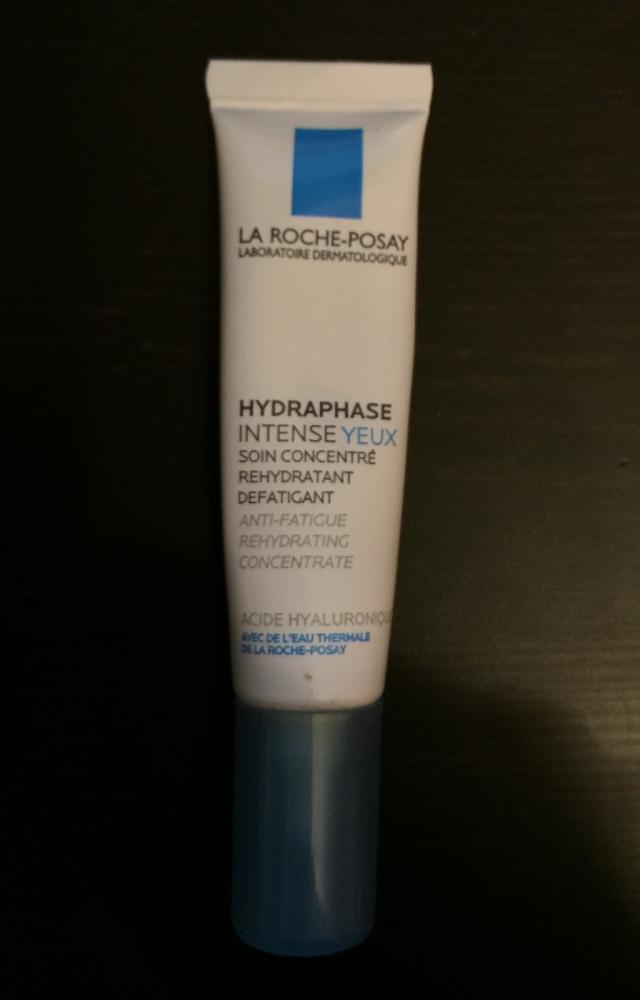 LA ROCHE-POSAY
LABORATOIRE DERMATOLOGIQUE
HYDRAPHASE
INTENSE YEUX
SOIN CONCENTRÉ
REHYDRATANT
DEFATIGANT
ANTI-FATIGUE
REHYDRATING
CONCENTRATE
ACIDE HYALURONIQUE
AVEC DE L'EAU THERMALE
DE LA ROCHE-POSAY